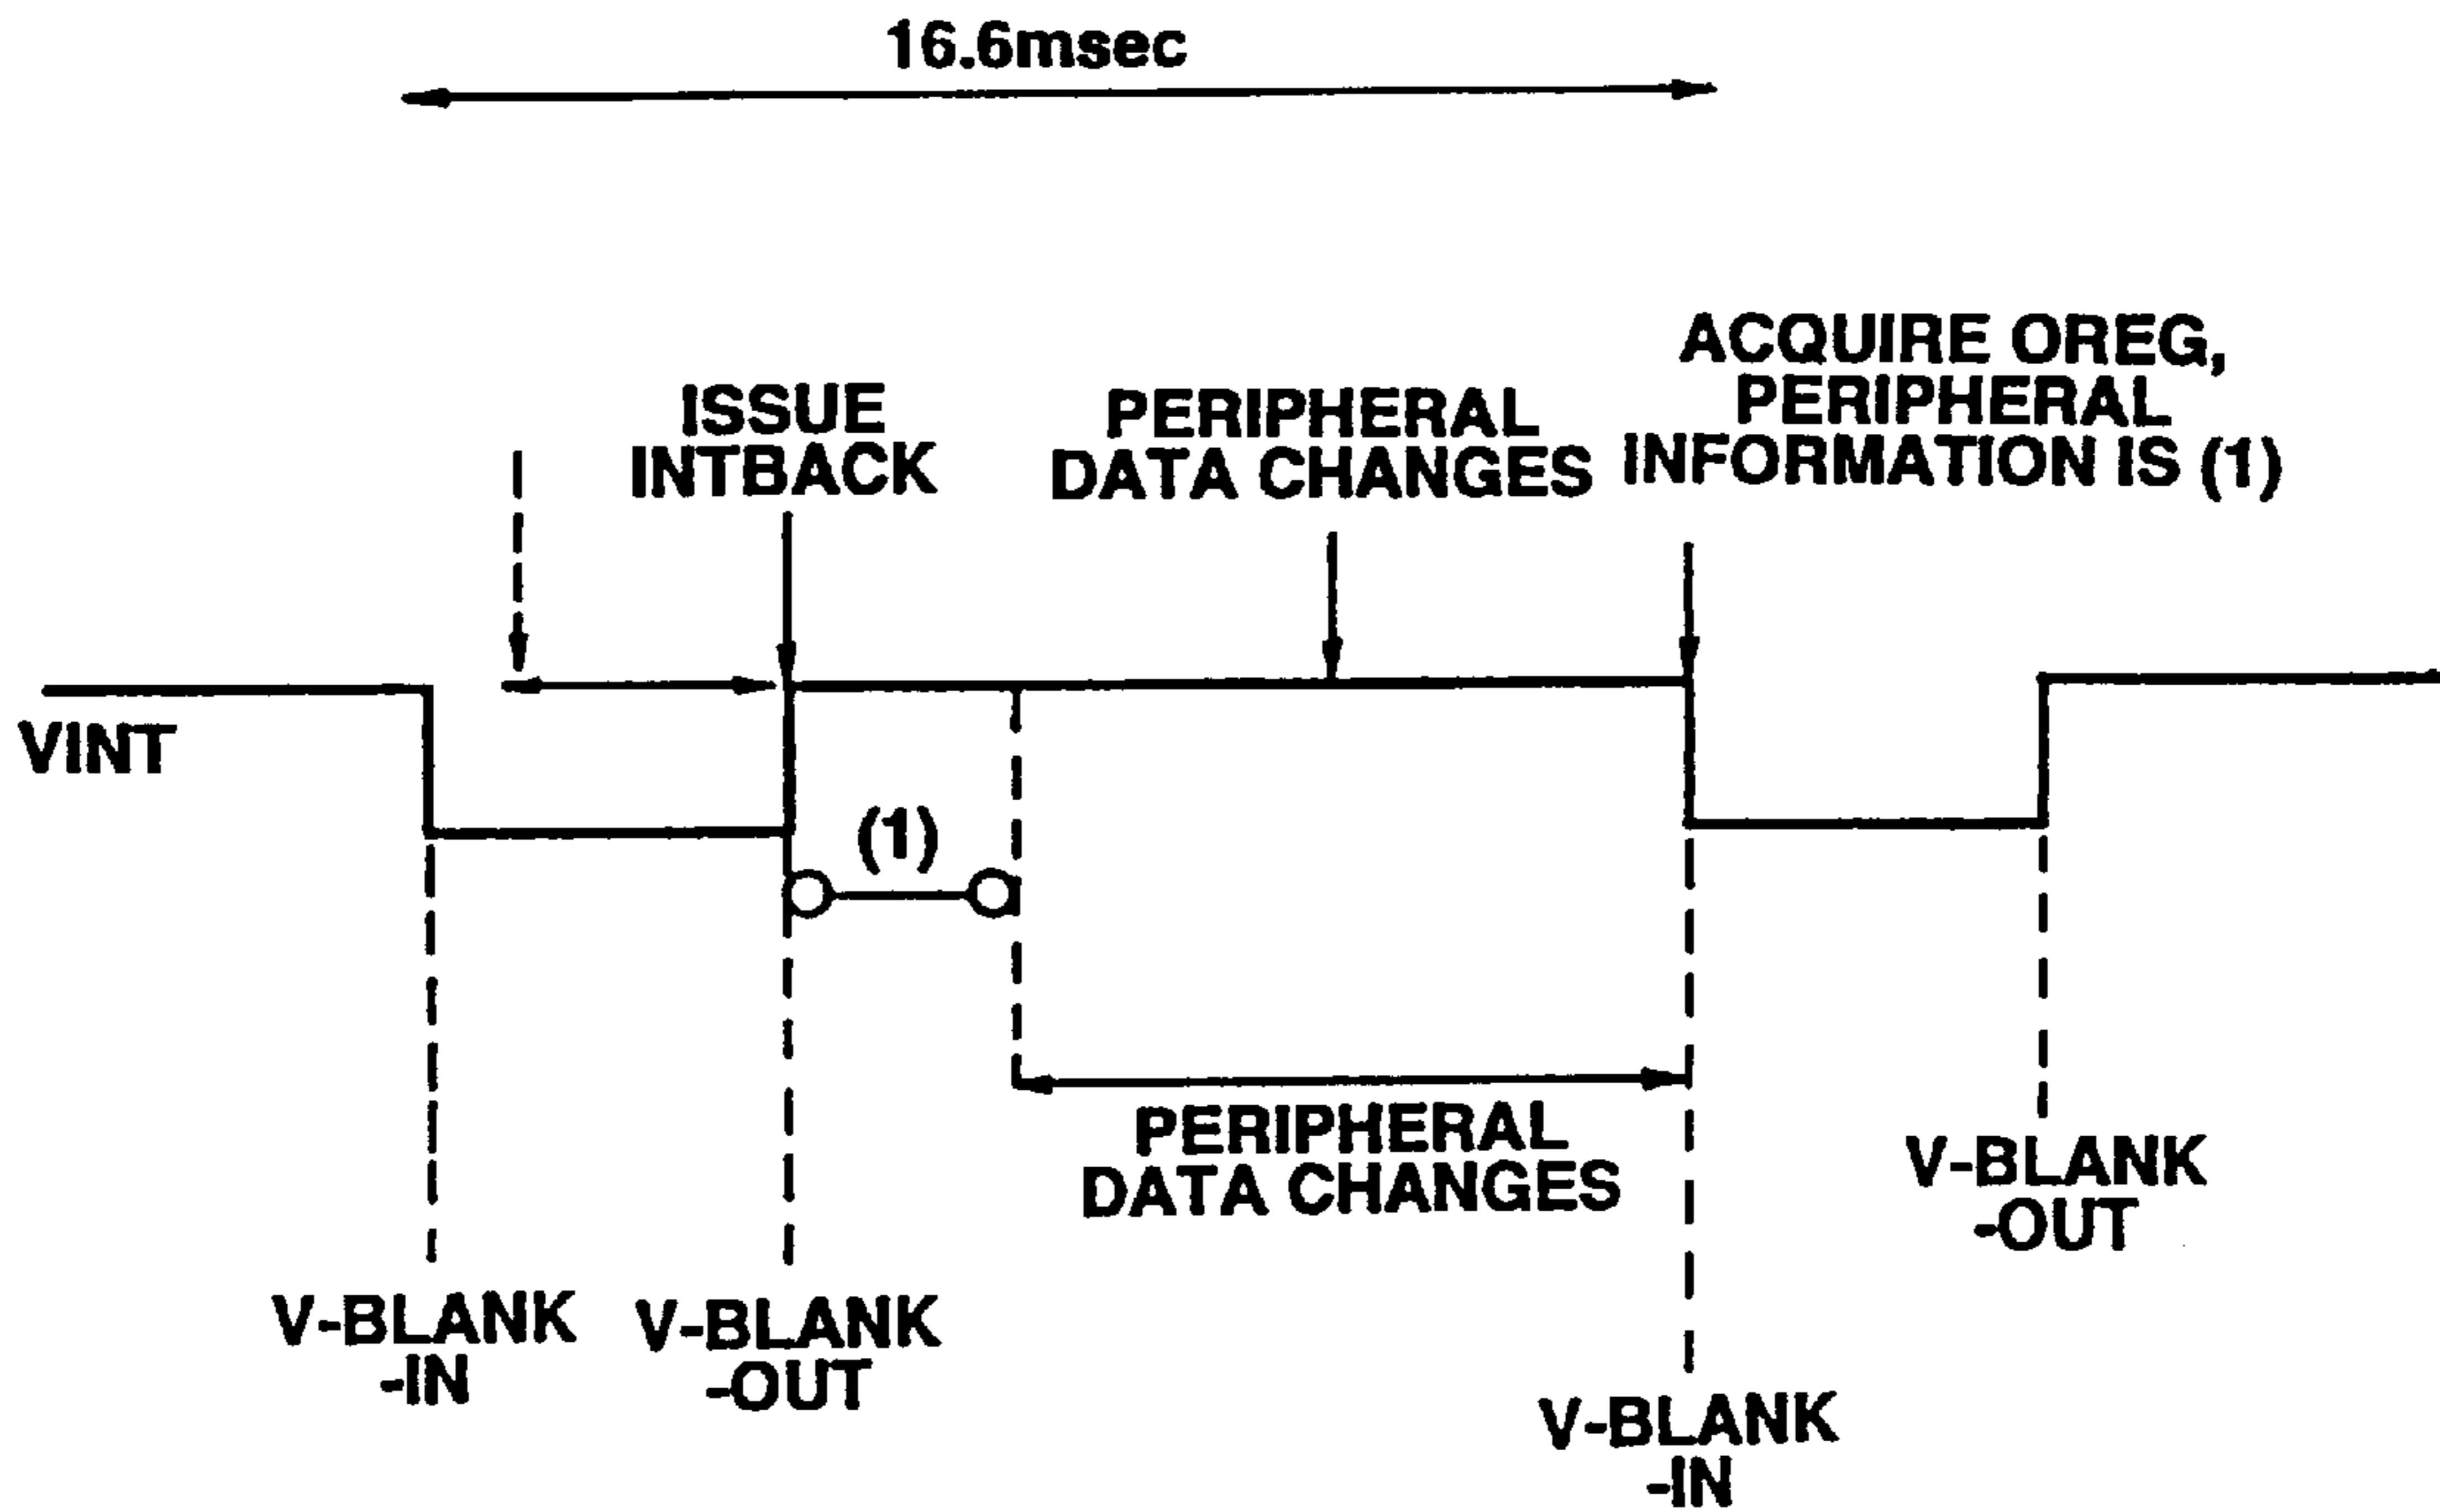 16.6msec
ISSUE
INTBACK
PERIPHERAL
DATA CHANGES
ACQUIRE OREG,
PERIPHERAL
INFORMATION IS (1)
VINT
(1)
PERIPHERAL
DATA CHANGES
V-BLANK
-OUT
V-BLANK
-IN
V-BLANK
-OUT
V-BLANK
-IN